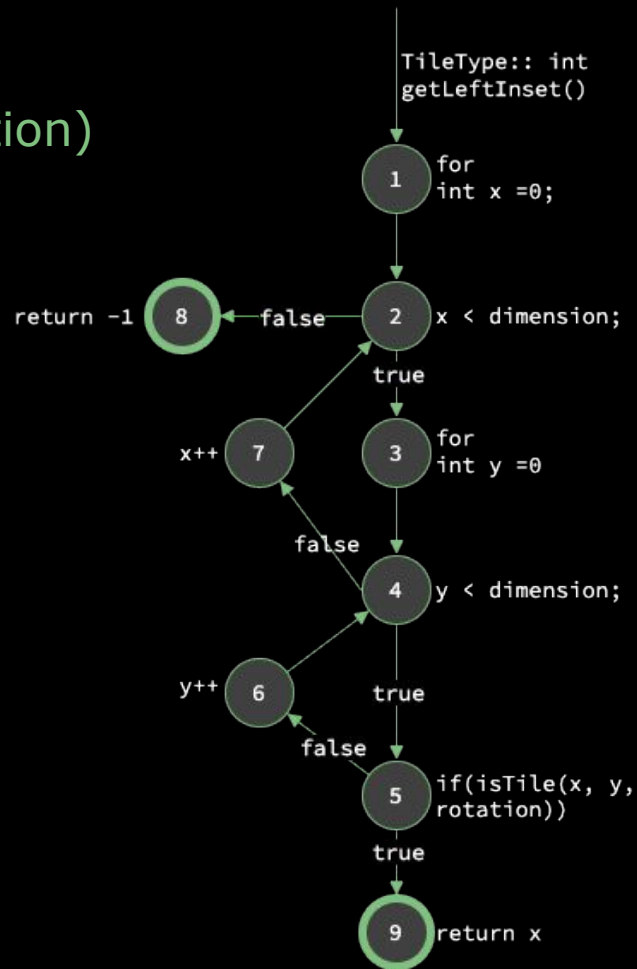 TileType:: int
getLeftInset()
tion)
1
for
int x =0;
return -1
8
false
2
x < dimension;
true
x++
7
3
for
int y =0
false
4
y < dimension;
y++
6
true
false
5
if(isTile(x, y,
rotation))
true
9
return x